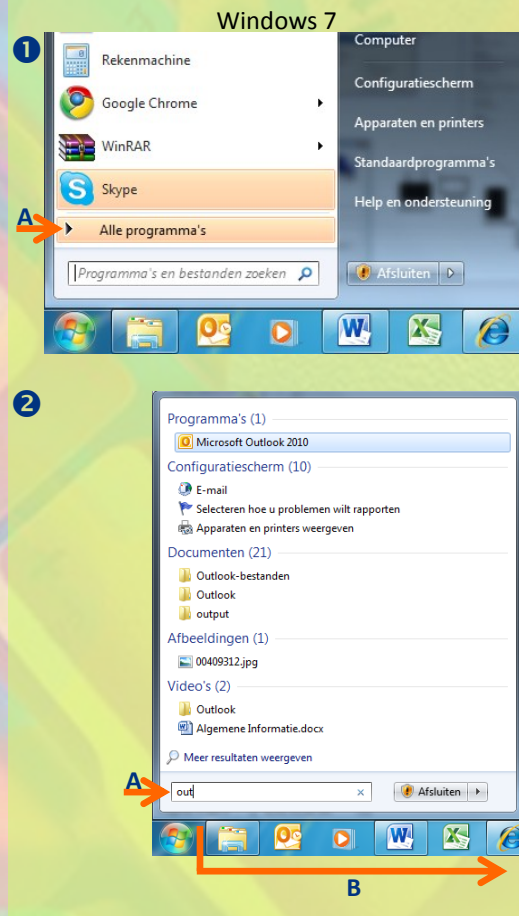 Windows 7
1
Computer
Rekenmachine
Configuratiescherm
Google Chrome
Apparaten en printers
WinRAR
Standaardprogramma's
Skype
Help en ondersteuning
A
Alle programma's
Programma's en bestanden zoeken
Afsluiten
2
Programma's (1)
Microsoft Outlook 2010
Configuratiescherm (10)
E-mail
Selecteren hoe u problemen wilt rapporten
Apparaten en printers weergeven
Documenten (21)
Outlook-bestanden
Outlook
output
Afbeeldingen (1)
00409312.jpg
Video's (2)
Outlook
Algemene Informatie.docx
Meer resultaten weergeven
A
out
Afsluiten
B